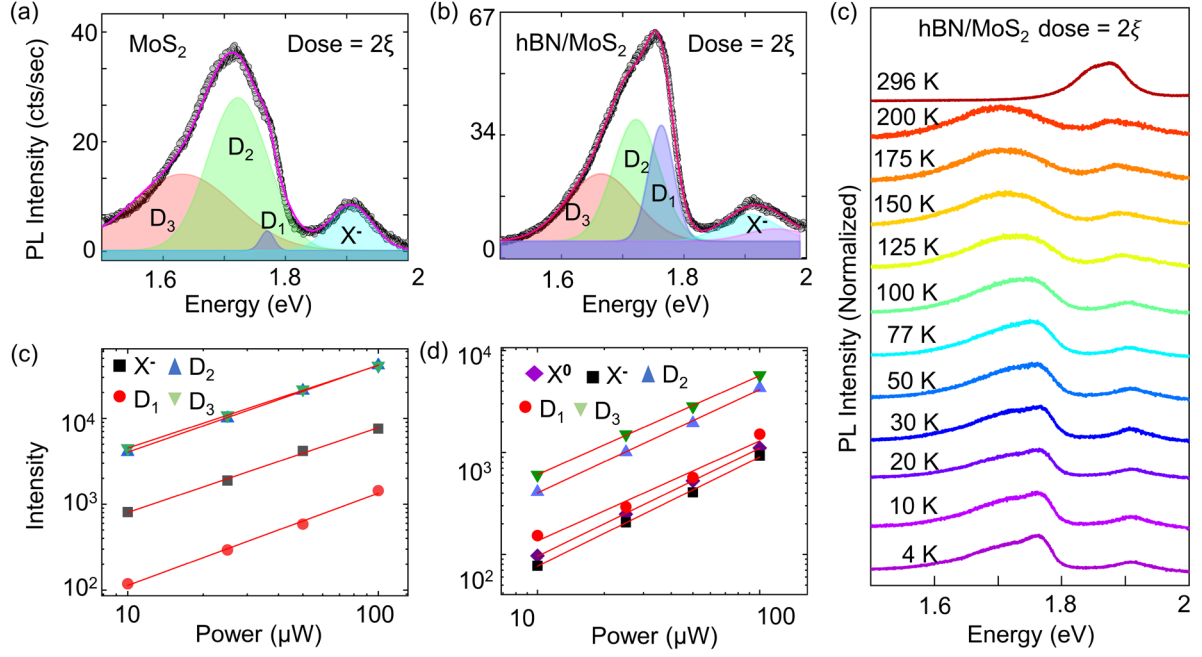 (a)
MoS2
Dose = 2ξ
PL Intensity (cts/sec)
40
20
0
D3
D2
D1
X-
1.6
1.8
2
Energy (eV)
(b)
hBN/MoS2
Dose = 2ξ
67
34
0
D3
D2
D1
X-
1.6
1.8
2
Energy (eV)
(c)
hBN/MoS2 dose = 2ξ
PL Intensity (Normalized)
296 K
200 K
175 K
150 K
125 K
100 K
77 K
50 K
30 K
20 K
10 K
4 K
1.6
1.8
2
Energy (eV)
(c)
X- D2
D1 D3
Intensity
10^4
10^3
10^2
10
100
Power (µW)
(d)
X0 X- D2
D1 D3
10^4
10^3
10^2
10
100
Power (µW)